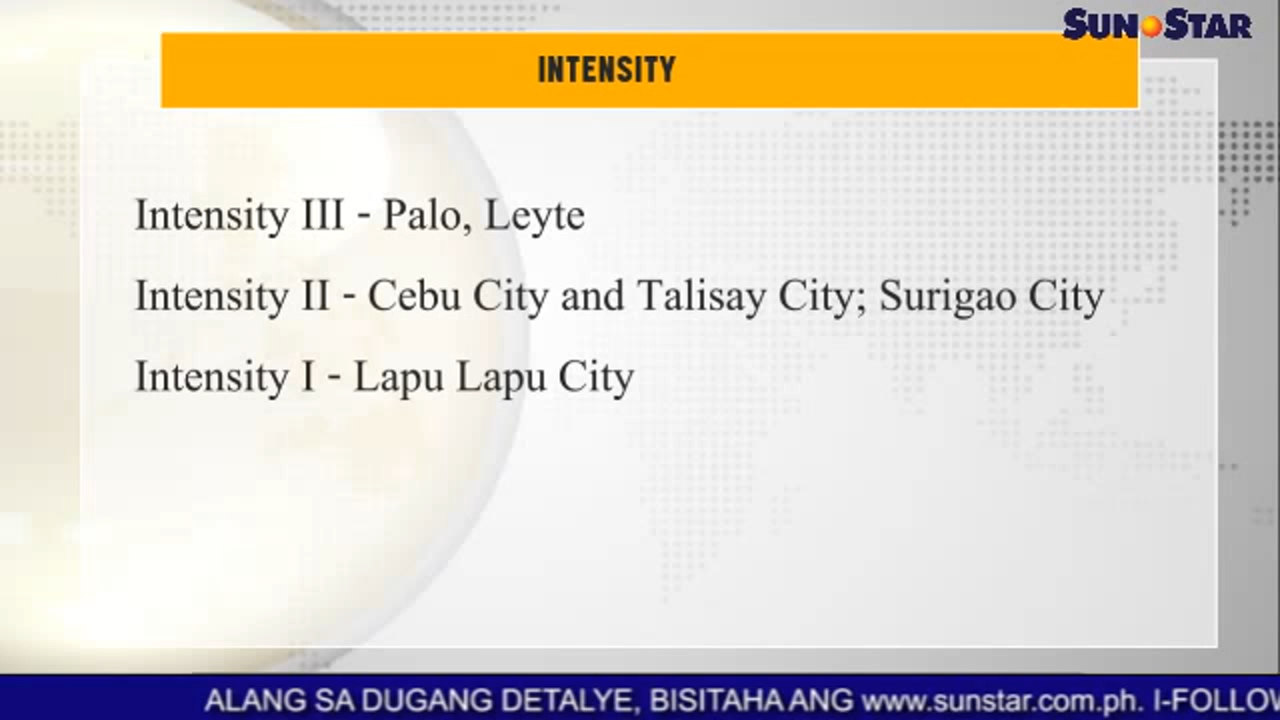 SUN STAR
INTENSITY
Intensity III - Palo, Leyte
Intensity II - Cebu City and Talisay City; Surigao City
Intensity I - Lapu Lapu City
ALANG SA DUGANG DETALYE, BISITAHA ANG www.sunstar.com.ph. I-FOLLOW